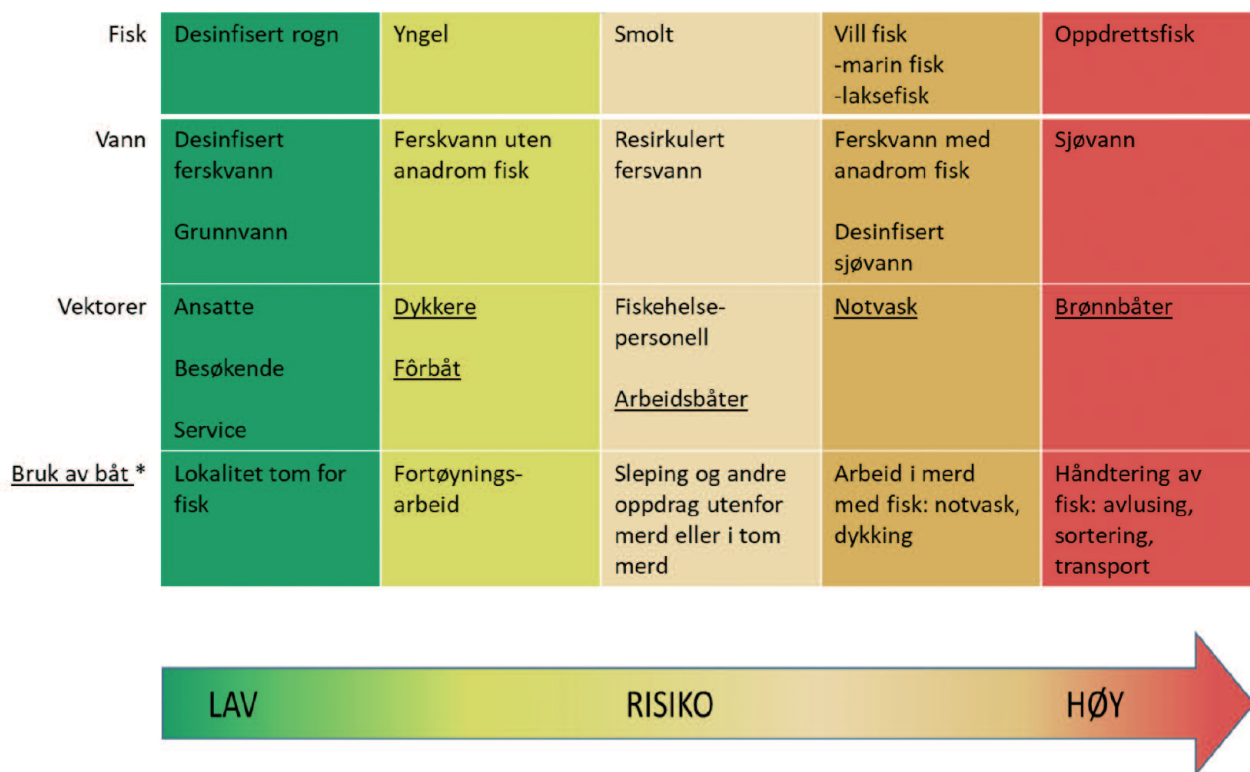 Fisk
Desinfisert rogn
Yngel
Smolt
Vill fisk
-marin fisk
-laksefisk
Oppdrettsfisk
Vann
Desinfisert
ferskvann
Grunnvann
Ferskvann uten
anadrom fisk
Resirkulert
fersvann
Ferskvann med
anadrom fisk
Desinfisert
sjøvann
Sjøvann
Vektorer
Ansatte
Besøkende
Service
Dykkere
Fôrbåt
Fiskehelse-
personell
Arbeidsbåter
Notvask
Brønnbåter
Bruk av båt *
Lokalitet tom for
fisk
Fortøynings-
arbeid
Sleping og andre
oppdrag utenfor
merd eller i tom
merd
Arbeid i merd
med fisk: notvask,
dykking
Håndtering av
fisk: avlusing,
sortering,
transport
LAV
RISIKO
HØY